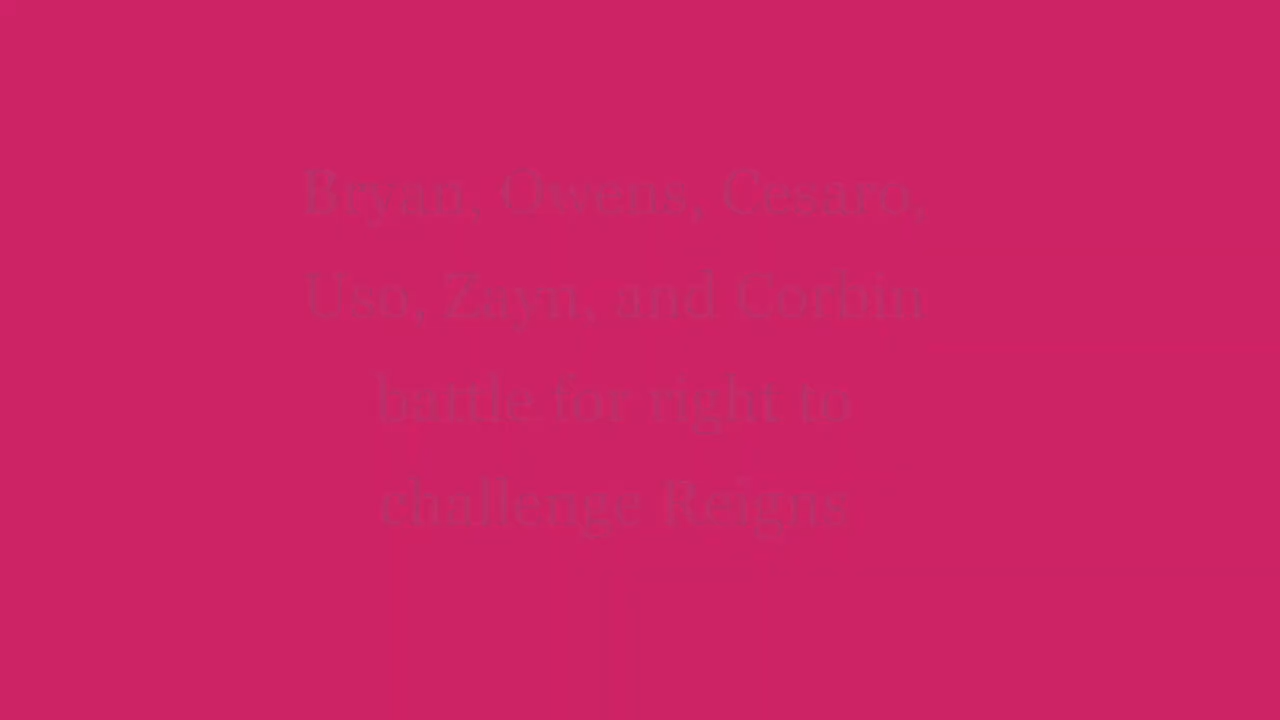 Bryan, Owens, Cesaro,
Uso, Zayn, and Corbin
battle for right to
challenge Reigns